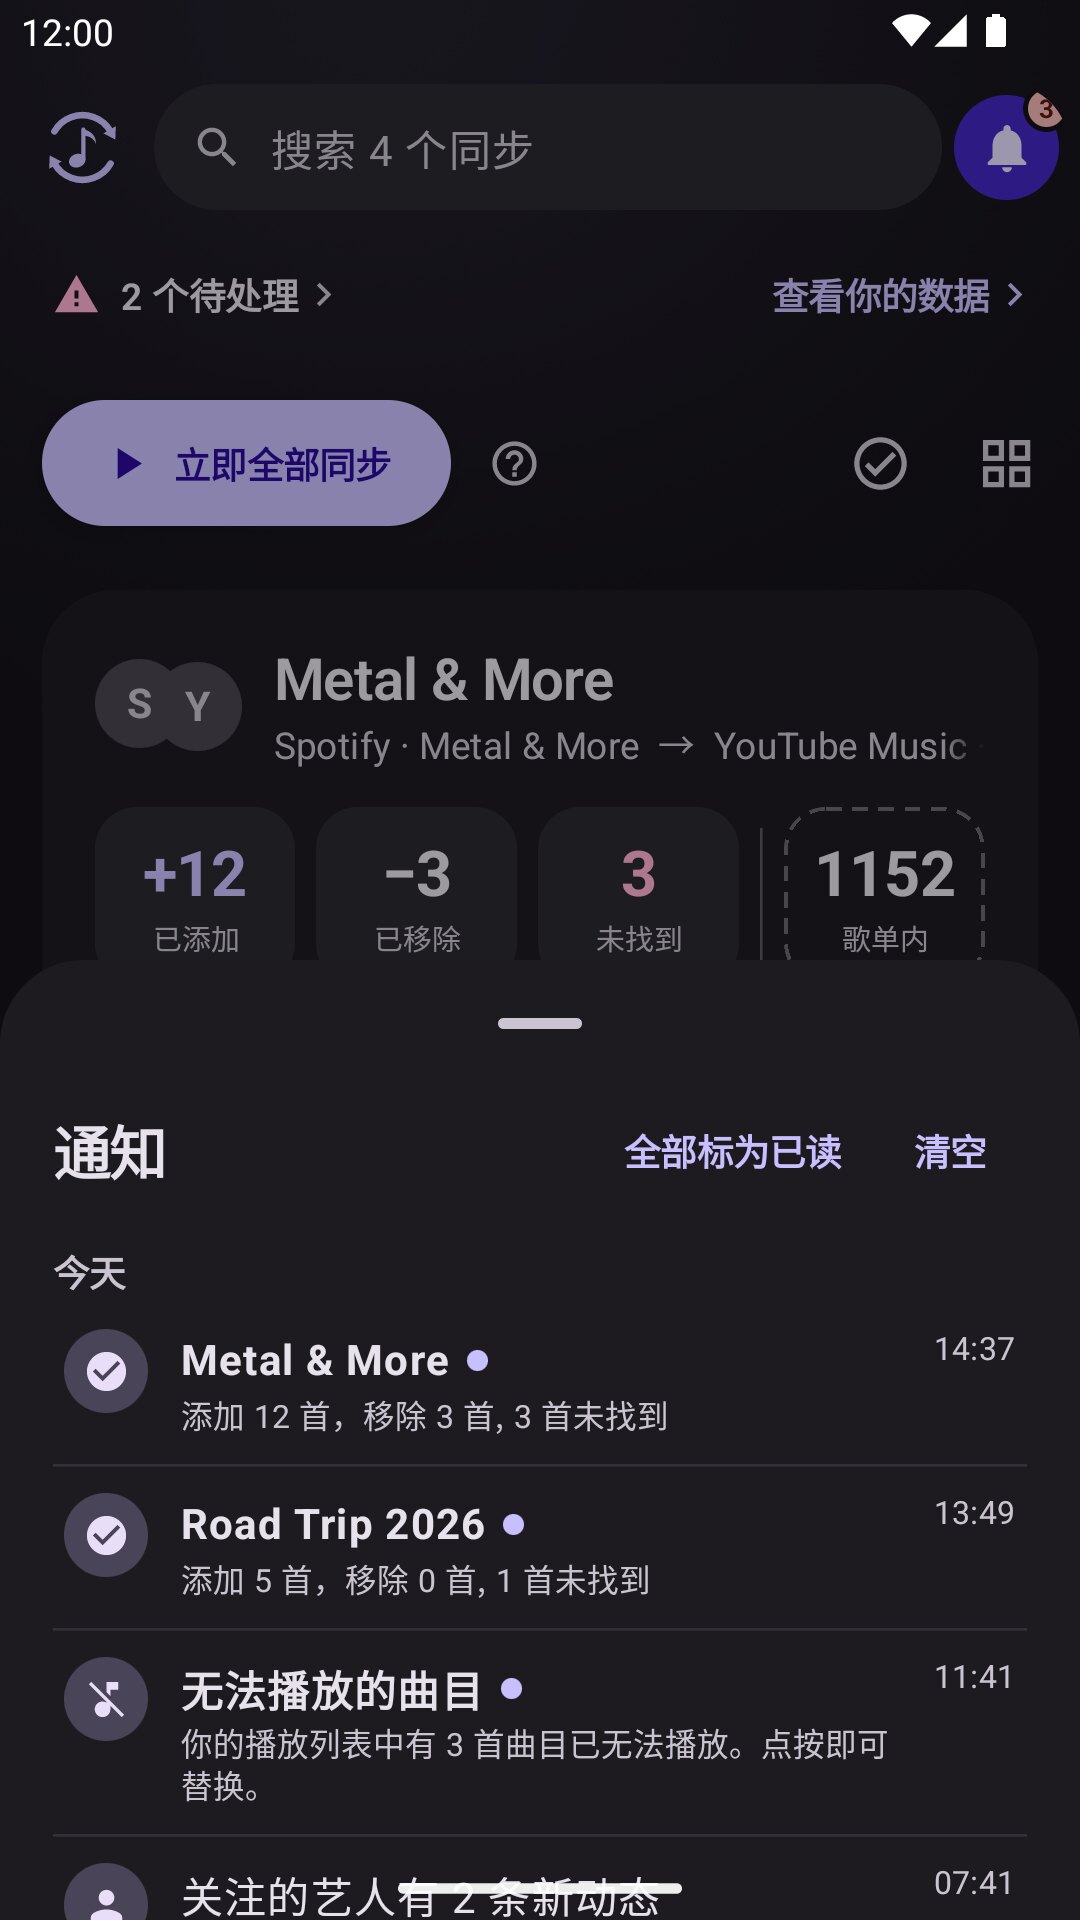 12:00
搜索 4 个同步
3
2 个待处理
查看你的数据
立即全部同步
S Y
Metal & More
Spotify · Metal & More → YouTube Music
+12
已添加
−3
已移除
3
未找到
1152
歌单内
通知
全部标为已读
清空
今天
Metal & More
14:37
添加 12 首，移除 3 首, 3 首未找到
Road Trip 2026
13:49
添加 5 首，移除 0 首, 1 首未找到
无法播放的曲目
11:41
你的播放列表中有 3 首曲目已无法播放。点按即可
替换。
关注的艺人有 2 条新动态
07:41